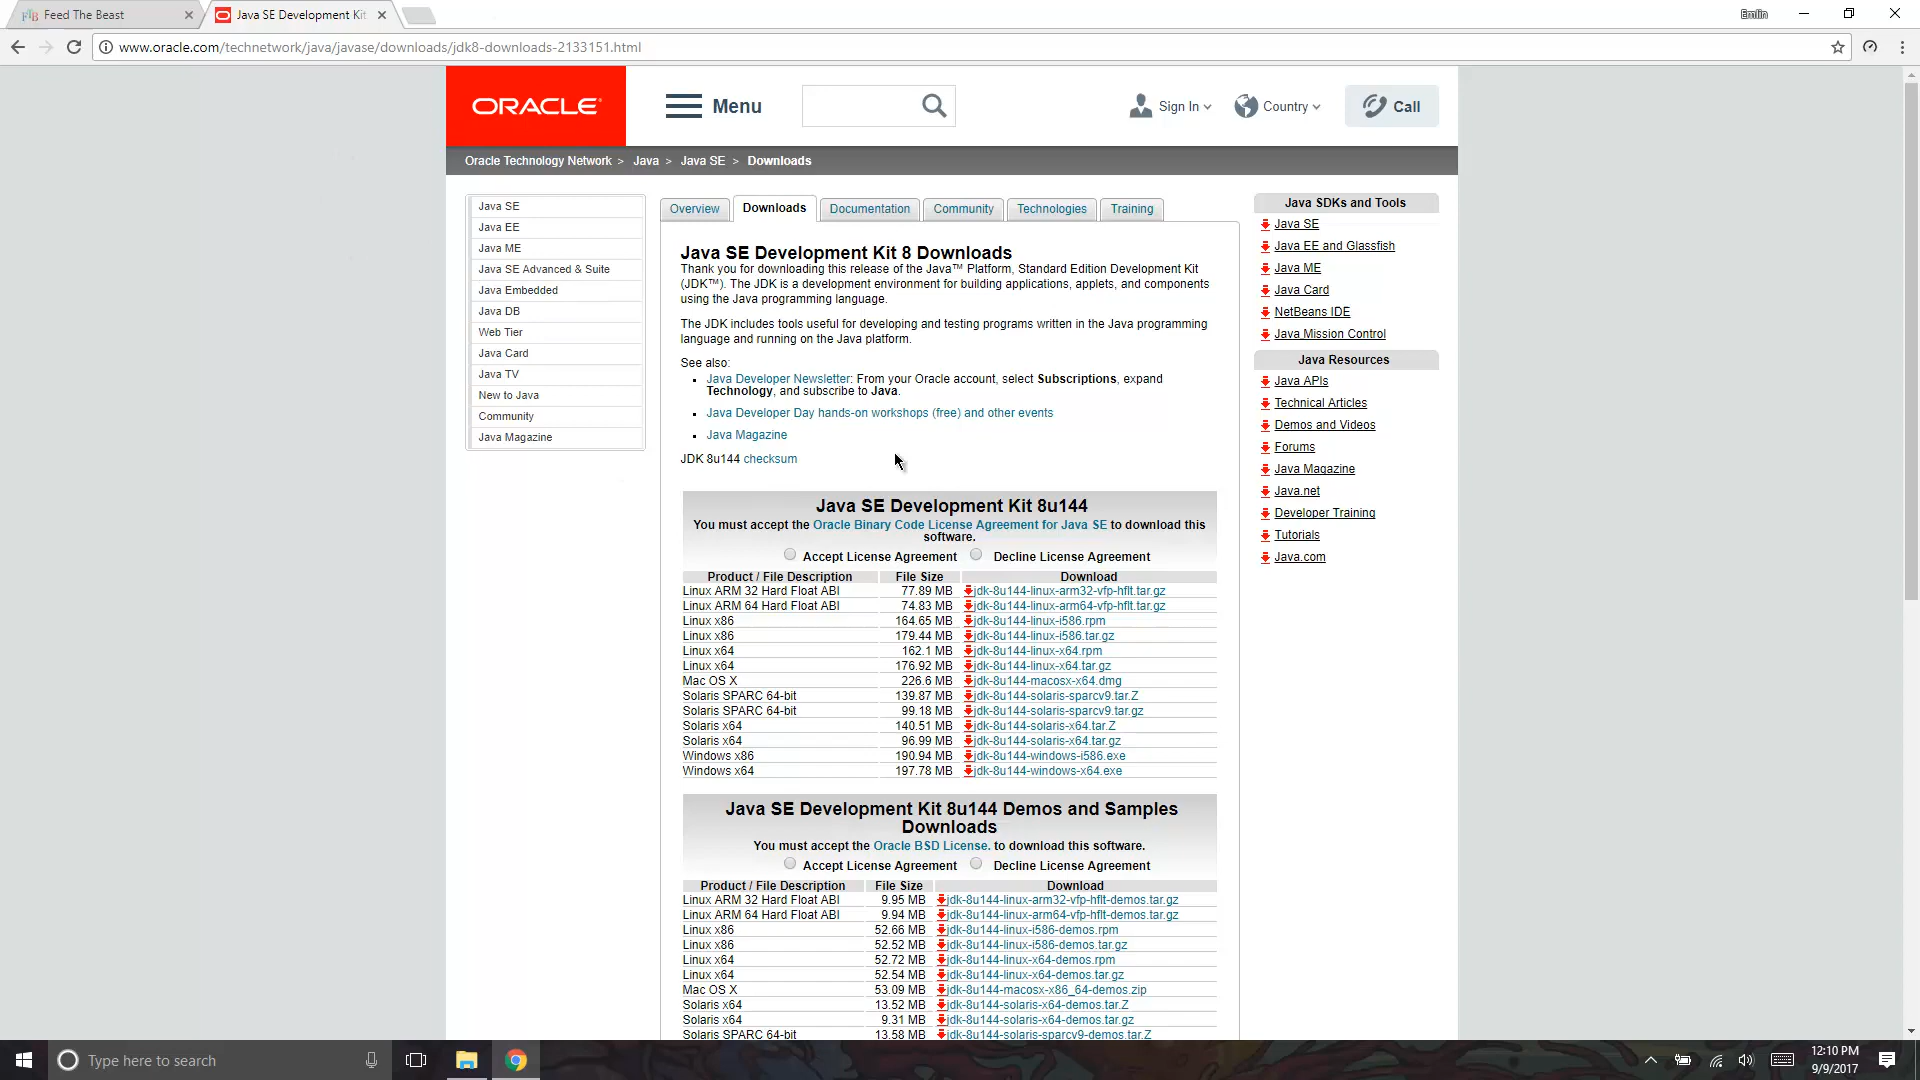 Feed The Beast
Java SE Development Kit
Emlin
www.oracle.com/technetwork/java/javase/downloads/jdk8-downloads-2133151.html
ORACLE
Menu
Sign In
Country
Call
Oracle Technology Network > Java > Java SE > Downloads
Java SE
Java EE
Java ME
Java SE Advanced & Suite
Java Embedded
Java DB
Web Tier
Java Card
Java TV
New to Java
Community
Java Magazine
Overview
Downloads
Documentation
Community
Technologies
Training
Java SE Development Kit 8 Downloads
Thank you for downloading this release of the Java™ Platform, Standard Edition Development Kit
(JDK™). The JDK is a development environment for building applications, applets, and components
using the Java programming language.
The JDK includes tools useful for developing and testing programs written in the Java programming
language and running on the Java platform.
See also:
Java Developer Newsletter: From your Oracle account, select Subscriptions, expand
Technology, and subscribe to Java.
Java Developer Day hands-on workshops (free) and other events
Java Magazine
JDK 8u144 checksum
Java SE Development Kit 8u144
You must accept the Oracle Binary Code License Agreement for Java SE to download this
software.
Accept License Agreement Decline License Agreement
Product / File Description File Size Download
Linux ARM 32 Hard Float ABI 77.89 MB jdk-8u144-linux-arm32-vfp-hflt.tar.gz
Linux ARM 64 Hard Float ABI 74.83 MB jdk-8u144-linux-arm64-vfp-hflt.tar.gz
Linux x86 164.65 MB jdk-8u144-linux-i586.rpm
Linux x86 179.44 MB jdk-8u144-linux-i586.tar.gz
Linux x64 162.1 MB jdk-8u144-linux-x64.rpm
Linux x64 176.92 MB jdk-8u144-linux-x64.tar.gz
Mac OS X 226.6 MB jdk-8u144-macosx-x64.dmg
Solaris SPARC 64-bit 139.87 MB jdk-8u144-solaris-sparcv9.tar.Z
Solaris SPARC 64-bit 99.18 MB jdk-8u144-solaris-sparcv9.tar.gz
Solaris x64 140.51 MB jdk-8u144-solaris-x64.tar.Z
Solaris x64 96.99 MB jdk-8u144-solaris-x64.tar.gz
Windows x86 190.94 MB jdk-8u144-windows-i586.exe
Windows x64 197.78 MB jdk-8u144-windows-x64.exe
Java SE Development Kit 8u144 Demos and Samples
Downloads
You must accept the Oracle BSD License. to download this software.
Accept License Agreement Decline License Agreement
Product / File Description File Size Download
Linux ARM 32 Hard Float ABI 9.95 MB jdk-8u144-linux-arm32-vfp-hflt-demos.tar.gz
Linux ARM 64 Hard Float ABI 9.94 MB jdk-8u144-linux-arm64-vfp-hflt-demos.tar.gz
Linux x86 52.66 MB jdk-8u144-linux-i586-demos.rpm
Linux x86 52.52 MB jdk-8u144-linux-i586-demos.tar.gz
Linux x64 52.72 MB jdk-8u144-linux-x64-demos.rpm
Linux x64 52.54 MB jdk-8u144-linux-x64-demos.tar.gz
Mac OS X 53.09 MB jdk-8u144-macosx-x86_64-demos.zip
Solaris x64 13.52 MB jdk-8u144-solaris-x64-demos.tar.Z
Solaris x64 9.31 MB jdk-8u144-solaris-x64-demos.tar.gz
Solaris SPARC 64-bit 13.58 MB jdk-8u144-solaris-sparcv9-demos.tar.Z
Java SDKs and Tools
Java SE
Java EE and Glassfish
Java ME
Java Card
NetBeans IDE
Java Mission Control
Java Resources
Java APIs
Technical Articles
Demos and Videos
Forums
Java Magazine
Java.net
Developer Training
Tutorials
Java.com
Type here to search
12:10 PM
9/9/2017